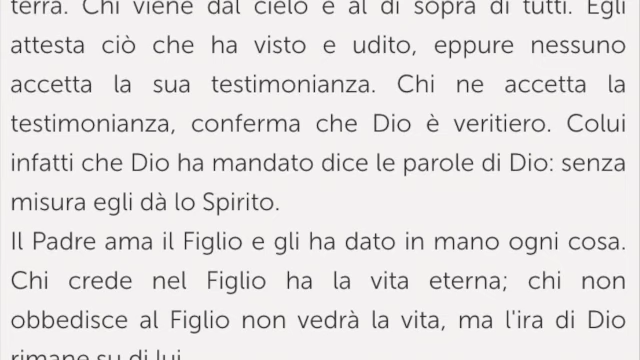 terra. Chi viene dal cielo è al di sopra di tutti. Egli
attesta ciò che ha visto e udito, eppure nessuno
accetta la sua testimonianza. Chi ne accetta la
testimonianza, conferma che Dio è veritiero. Colui
infatti che Dio ha mandato dice le parole di Dio: senza
misura egli dà lo Spirito.
Il Padre ama il Figlio e gli ha dato in mano ogni cosa.
Chi crede nel Figlio ha la vita eterna; chi non
obbedisce al Figlio non vedrà la vita, ma l'ira di Dio
rimane su di lui